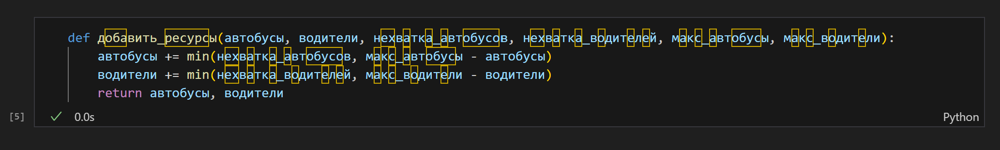 def добавить_ресурсы(автобусы, водители, нехватка_автобусов, нехватка_водителей, макс_автобусы, макс_водители):
    автобусы += min(нехватка_автобусов, макс_автобусы - автобусы)
    водители += min(нехватка_водителей, макс_водители - водители)
    return автобусы, водители
[5] ✓ 0.0s Python